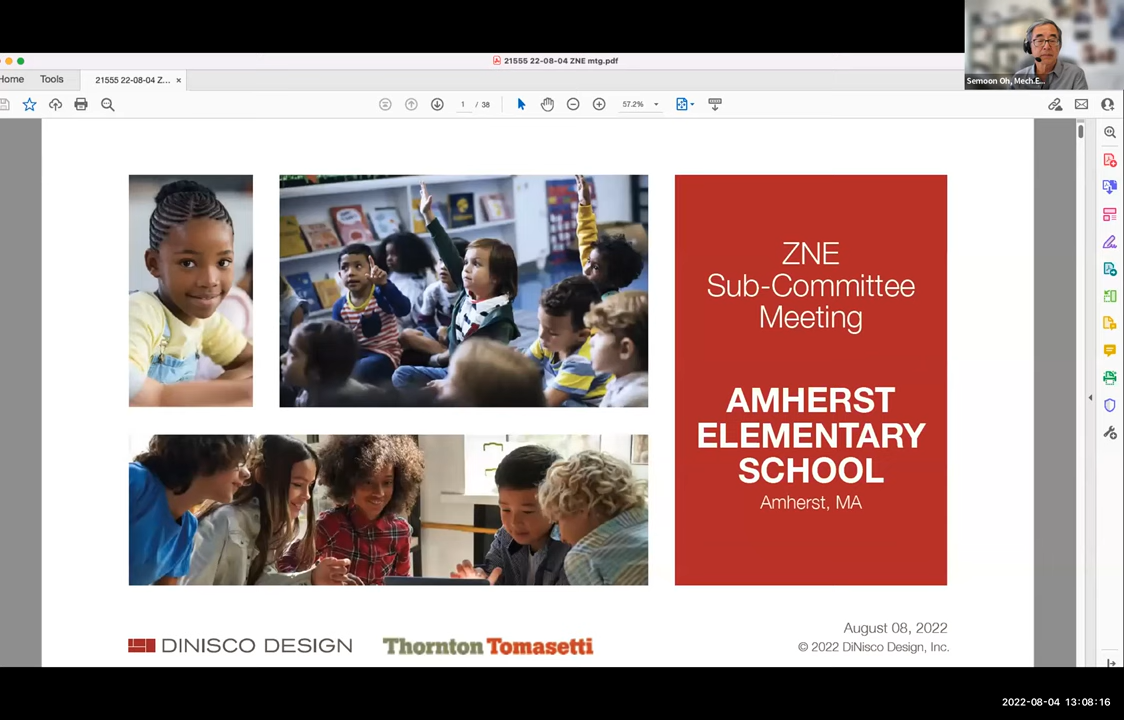 21555 22-08-04 ZNE mtg.pdf
Home Tools 21555 22-08-04 ZNE Z... ×
1 / 38 57.2%
Semoon Oh, Mech.E...
ZNE
Sub-Committee
Meeting
AMHERST
ELEMENTARY
SCHOOL
Amherst, MA
DINISCO DESIGN
Thornton Tomasetti
August 08, 2022
© 2022 DiNisco Design, Inc.
2022-08-04 13:08:16